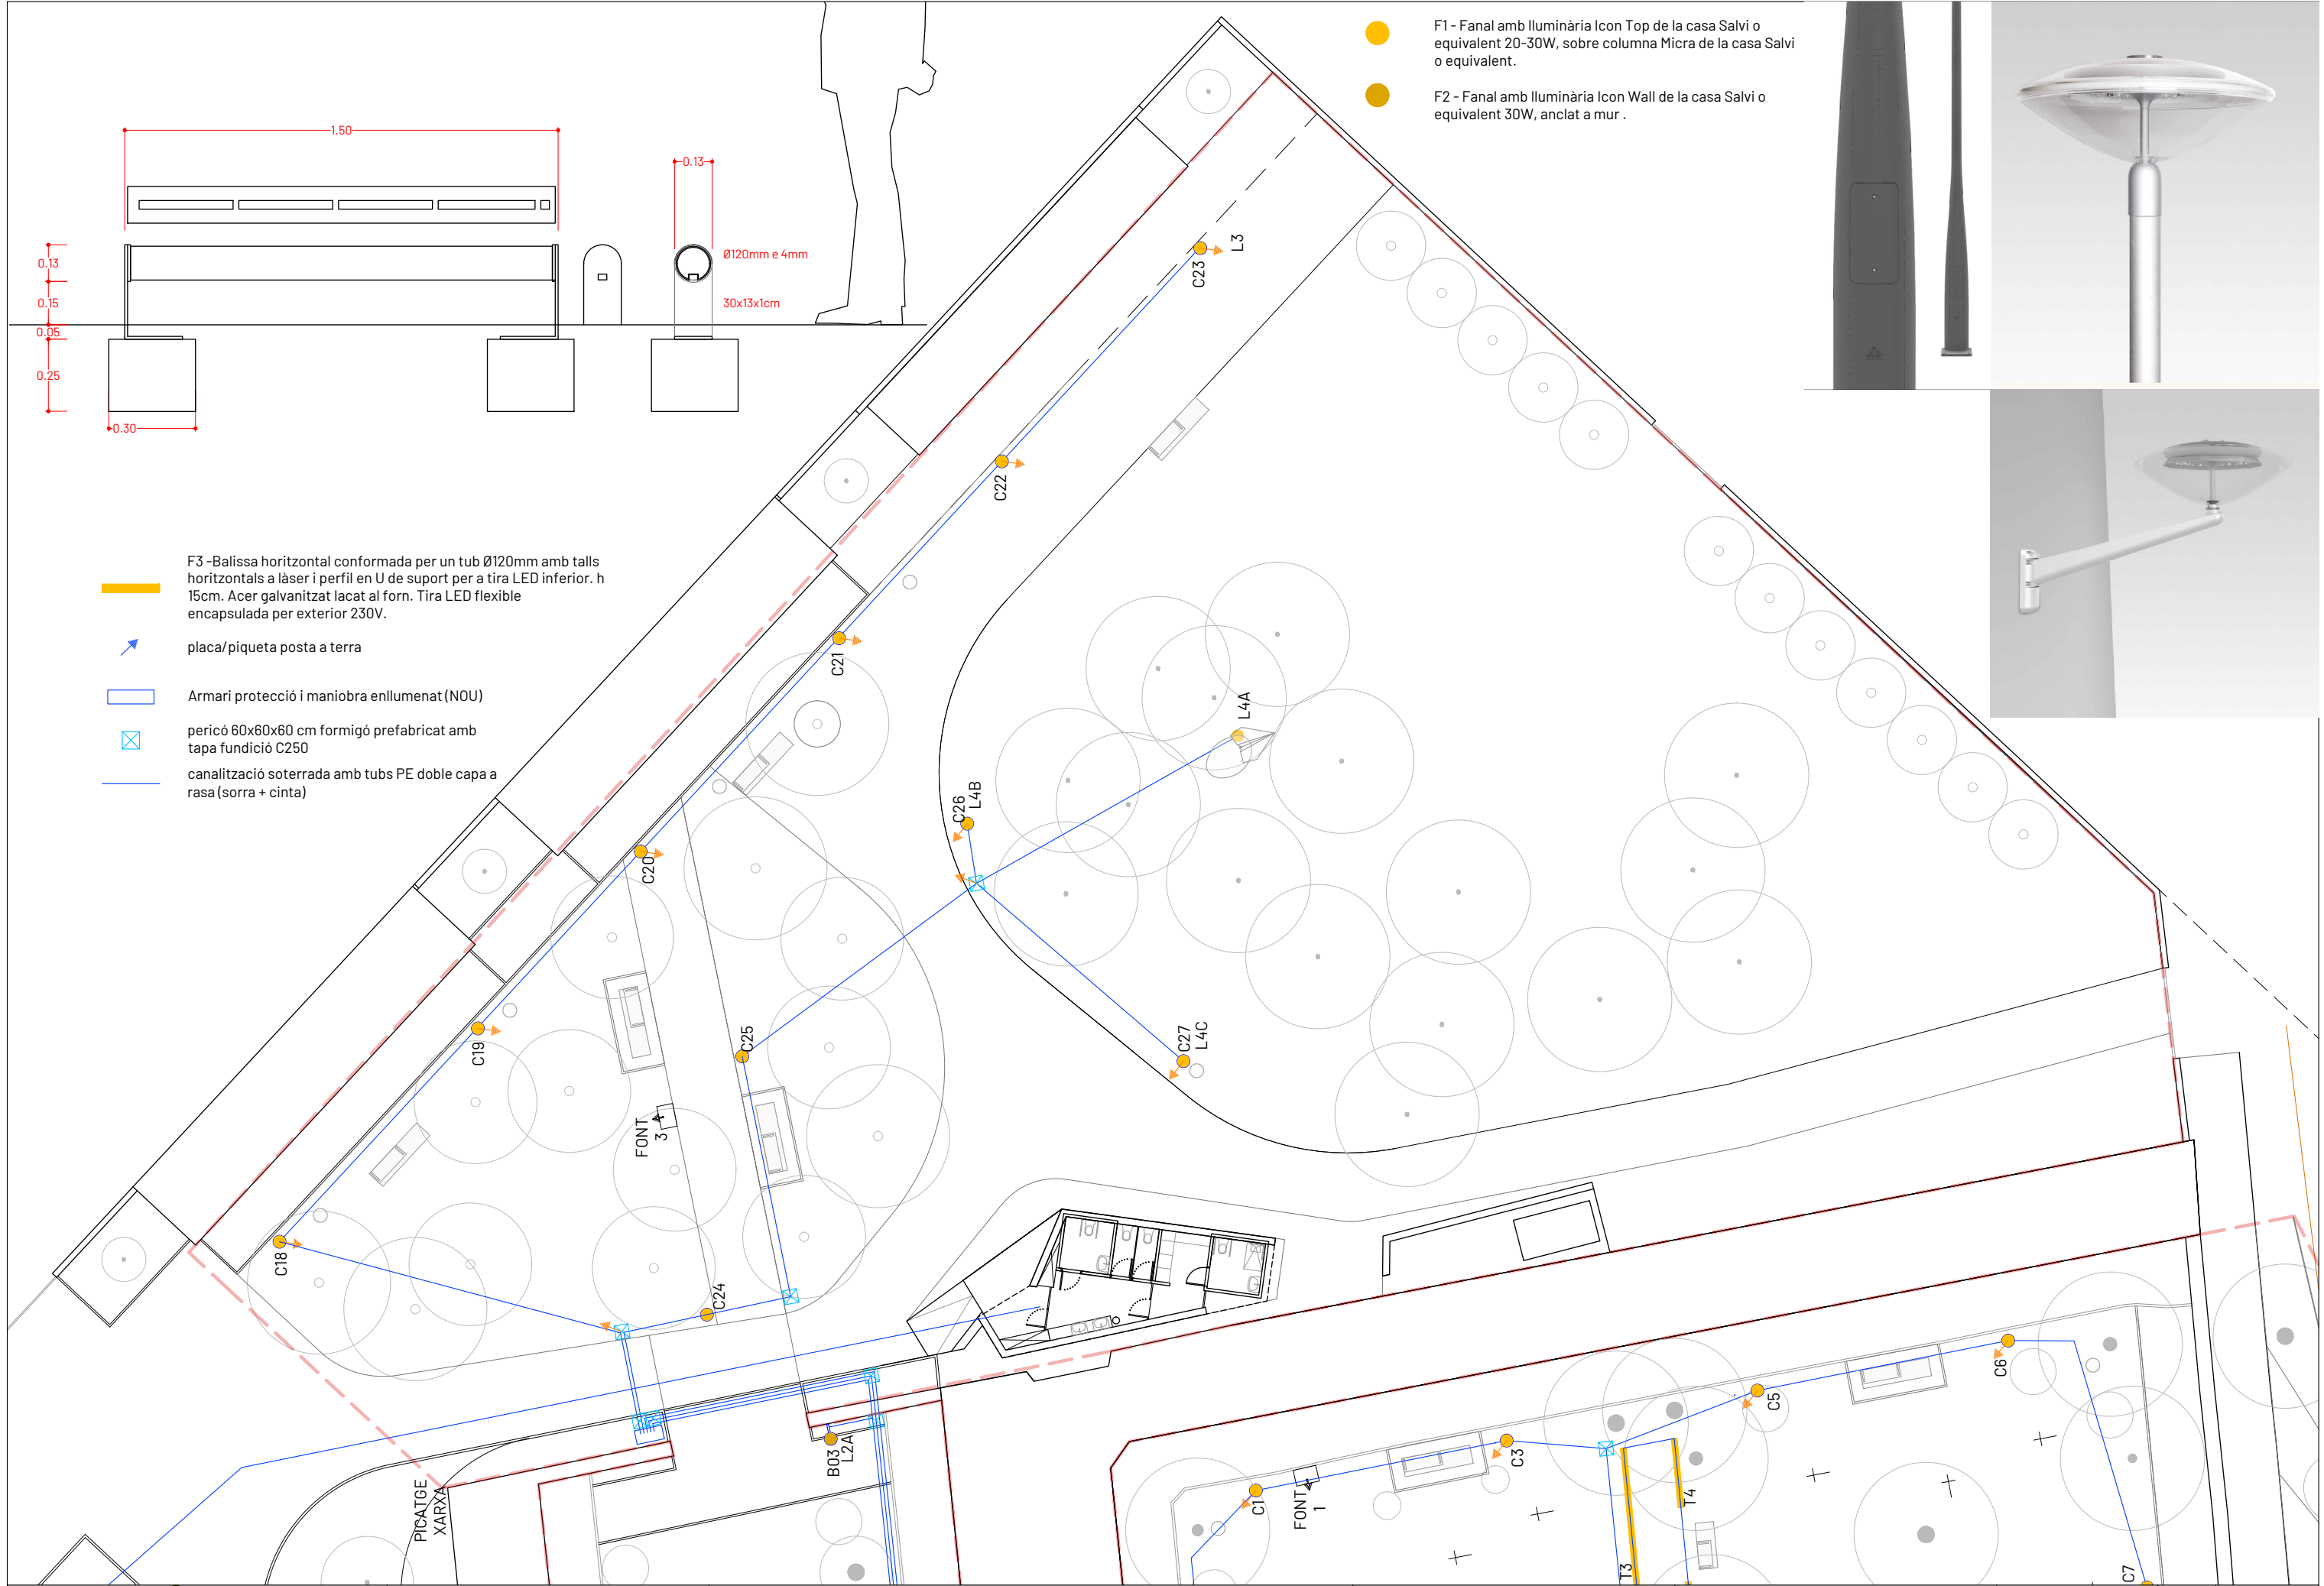 F1 - Fanal amb lluminària Icon Top de la casa Salvi o
equivalent 20-30W, sobre columna Micra de la casa Salvi
o equivalent.
F2 - Fanal amb lluminària Icon Wall de la casa Salvi o
equivalent 30W, anclat a mur .
1.50
0.13
Ø120mm e 4mm
30x13x1cm
0.13
0.15
0.05
0.25
0.30
F3 -Balissa horitzontal conformada per un tub Ø120mm amb talls
horitzontals a làser i perfil en U de suport per a tira LED inferior. h
15cm. Acer galvanitzat lacat al forn. Tira LED flexible
encapsulada per exterior 230V.
placa/piqueta posta a terra
Armari protecció i maniobra enllumenat (NOU)
pericó 60x60x60 cm formigó prefabricat amb
tapa fundició C250
canalització soterrada amb tubs PE doble capa a
rasa (sorra + cinta)
C23
L3
C22
C21
L4A
C26
L4B
C20
C19
C25
C27
L4C
FONT
3
C18
C24
B03
L2A
PICATGE
XARXA
C1
FONT
1
C3
C5
C6
T4
T3
C7